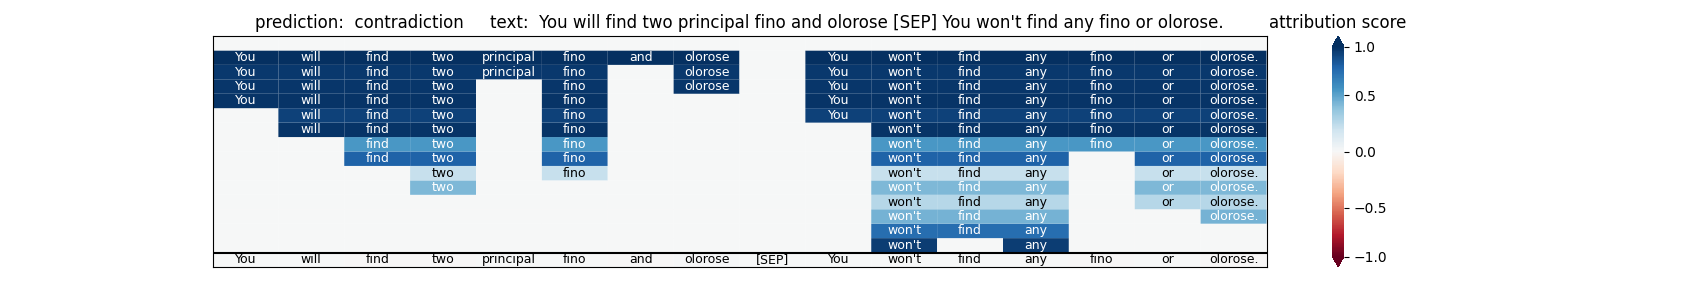 prediction:  contradiction     text:  You will find two principal fino and olorose [SEP] You won't find any fino or olorose.     attribution score
You will find two principal fino and olorose You won't find any fino or olorose. 1.0
You will find two principal fino olorose You won't find any fino or olorose.
You will find two fino olorose You won't find any fino or olorose.
You will find two fino You won't find any fino or olorose. 0.5
will find two fino You won't find any fino or olorose.
will find two fino won't find any fino or olorose.
find two fino won't find any fino or olorose.
find two fino won't find any or olorose. 0.0
two fino won't find any or olorose.
two won't find any or olorose.
won't find any or olorose.
won't find any olorose. −0.5
won't find any
won't any
You will find two principal fino and olorose [SEP] You won't find any fino or olorose. −1.0